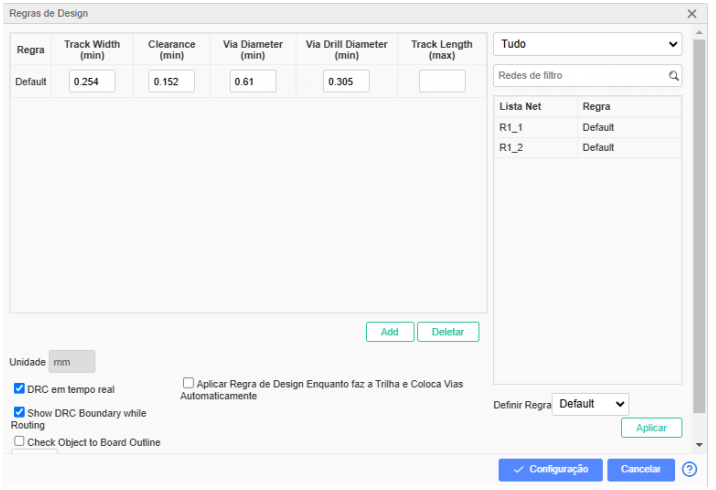 Regras de Design
Regra Track Width (min) Clearance (min) Via Diameter (min) Via Drill Diameter (min) Track Length (max)
Default 0.254 0.152 0.61 0.305
Add Deletar
Unidade mm
DRC em tempo real
Show DRC Boundary while
Routing
Check Object to Board Outline
Aplicar Regra de Design Enquanto faz a Trilha e Coloca Vias
Automaticamente
Tudo
Redes de filtro
Lista Net Regra
R1_1 Default
R1_2 Default
Definir Regra Default
Aplicar
Configuração Cancelar ?